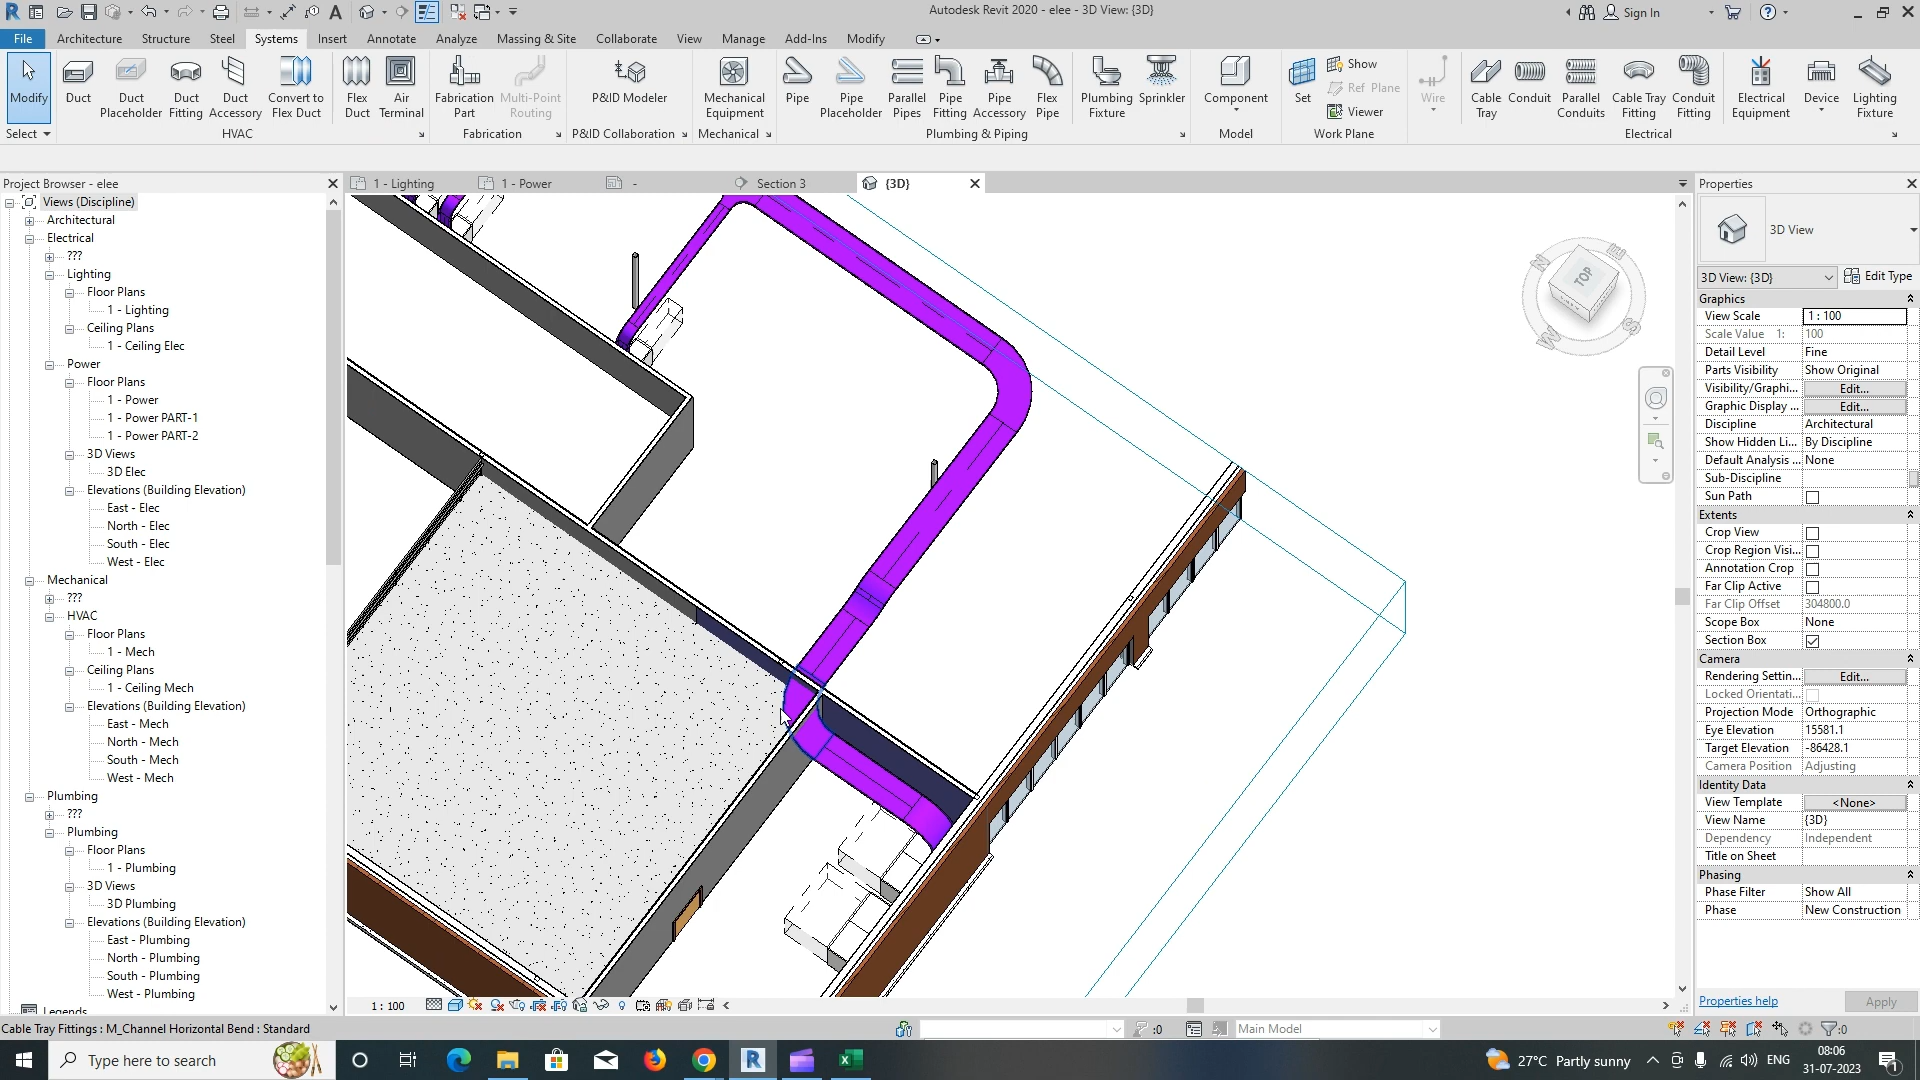 Autodesk Revit 2020 - elee - 3D View: {3D}
Sign In
File
Architecture
Structure
Steel
Systems
Insert
Annotate
Analyze
Massing & Site
Collaborate
View
Manage
Add-Ins
Modify
Modify
Duct
Duct Placeholder
Duct Fitting
Duct Accessory
Convert to Flex Duct
Flex Duct
Air Terminal
Fabrication Part
Multi-Point Routing
P&ID Modeler
Mechanical Equipment
Pipe
Pipe Placeholder
Parallel Pipes
Pipe Fitting
Pipe Accessory
Flex Pipe
Plumbing Fixture
Sprinkler
Component
Set
Show
Ref Plane
Viewer
Wire
Cable Tray
Conduit
Parallel Conduits
Cable Tray Fitting
Conduit Fitting
Electrical Equipment
Device
Lighting Fixture
Select
HVAC
Fabrication
P&ID Collaboration
Mechanical
Plumbing & Piping
Model
Work Plane
Electrical
Project Browser - elee
1 - Lighting
1 - Power
-
Section 3
{3D}
Properties
Views (Discipline)
Architectural
Electrical
???
Lighting
Floor Plans
1 - Lighting
Ceiling Plans
1 - Ceiling Elec
Power
Floor Plans
1 - Power
1 - Power PART-1
1 - Power PART-2
3D Views
3D Elec
Elevations (Building Elevation)
East - Elec
North - Elec
South - Elec
West - Elec
Mechanical
???
HVAC
Floor Plans
1 - Mech
Ceiling Plans
1 - Ceiling Mech
Elevations (Building Elevation)
East - Mech
North - Mech
South - Mech
West - Mech
Plumbing
???
Plumbing
Floor Plans
1 - Plumbing
3D Views
3D Plumbing
Elevations (Building Elevation)
East - Plumbing
North - Plumbing
South - Plumbing
West - Plumbing
Legends
TOP
N
E
S
W
3D View
3D View: {3D}
Edit Type
Graphics
View Scale 1 : 100
Scale Value 1: 100
Detail Level Fine
Parts Visibility Show Original
Visibility/Graphi... Edit...
Graphic Display ... Edit...
Discipline Architectural
Show Hidden Li... By Discipline
Default Analysis ... None
Sub-Discipline
Sun Path
Extents
Crop View
Crop Region Visi...
Annotation Crop
Far Clip Active
Far Clip Offset 304800.0
Scope Box None
Section Box
Camera
Rendering Settin... Edit...
Locked Orientati...
Projection Mode Orthographic
Eye Elevation 15581.1
Target Elevation -86428.1
Camera Position Adjusting
Identity Data
View Template <None>
View Name {3D}
Dependency Independent
Title on Sheet
Phasing
Phase Filter Show All
Phase New Construction
Properties help
Apply
1 : 100
Cable Tray Fittings : M_Channel Horizontal Bend : Standard
:0
Main Model
:0
Type here to search
27°C Partly sunny
ENG
08:06
31-07-2023
1